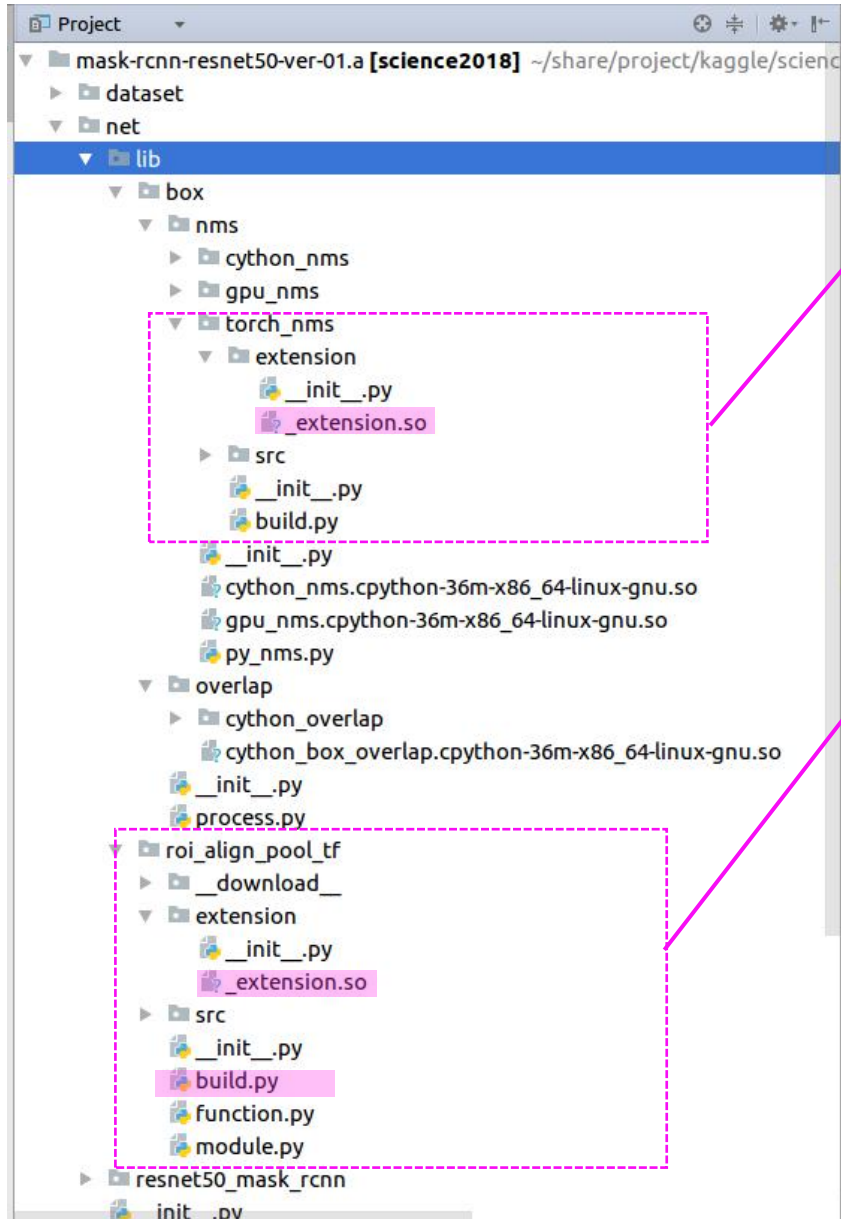 Project
mask-rcnn-resnet50-ver-01.a [science2018] ~/share/project/kaggle/scienc
dataset
net
lib
box
nms
cython_nms
gpu_nms
torch_nms
extension
__init__.py
_extension.so
src
__init__.py
build.py
__init__.py
cython_nms.cpython-36m-x86_64-linux-gnu.so
gpu_nms.cpython-36m-x86_64-linux-gnu.so
py_nms.py
overlap
cython_overlap
cython_box_overlap.cpython-36m-x86_64-linux-gnu.so
__init__.py
process.py
roi_align_pool_tf
__download__
extension
__init__.py
_extension.so
src
__init__.py
build.py
function.py
module.py
resnet50_mask_rcnn
__init__.py